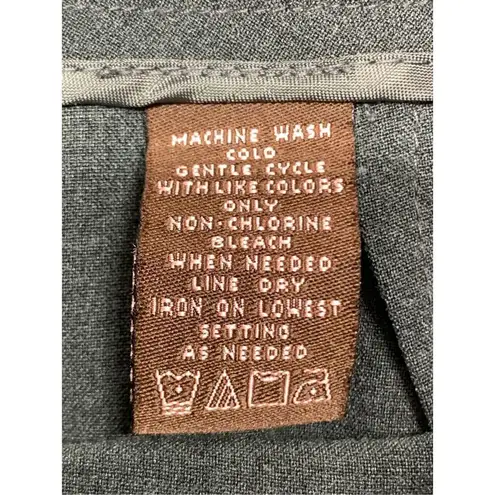 MACHINE WASH
COLD
GENTLE CYCLE
WITH LIKE COLORS
ONLY
NON-CHLORINE
BLEACH
WHEN NEEDED
LINE DRY
IRON ON LOWEST
SETTING
AS NEEDED